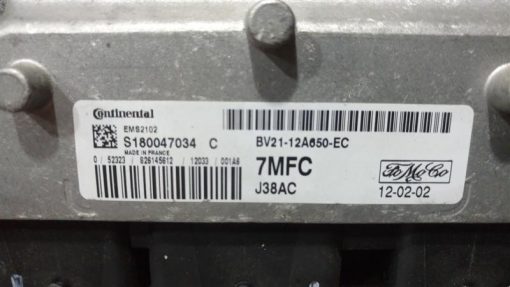 Continental
EMS2102
S180047034 C
MADE IN FRANCE
0 / 52323 / 826145612 / 12033 / 001A6
BV21-12A650-EC
7MFC
J38AC
FoMoCo
12-02-02